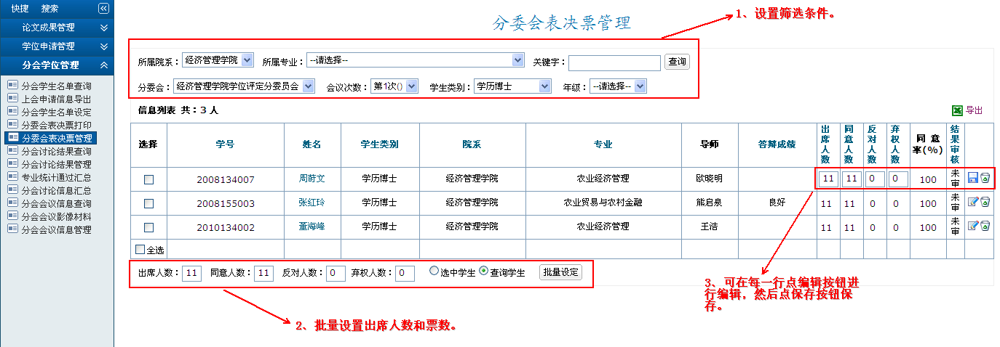 快捷 搜索
论文成果管理
学位申请管理
分会学位管理
分会学生名单查询
上会申请信息导出
分会学生名单设定
分委会表决票打印
分委会表决票管理
分会讨论结果查询
分会讨论结果管理
专业统计通过汇总
分会讨论信息汇总
分会会议信息查询
分会会议影像材料
分会会议信息管理
分委会表决票管理
1、设置筛选条件。
所属院系： 经济管理学院 所属专业： --请选择-- 关键字： 查询
分委会： 经济管理学院学位评定分委员会 会议次数： 第1次() 学生类别： 学历博士 年级： --请选择--
信息列表 共：3 人 导出
选择 学号 姓名 学生类别 院系 专业 导师 答辩成绩 出席人数 同意人数 反对人数 弃权人数 同意率(%) 结果审核
2008134007 周莳文 学历博士 经济管理学院 农业经济管理 欧晓明 11 11 0 0 100 未审
2008155003 张红玲 学历博士 经济管理学院 农业贸易与农村金融 熊启泉 良好 11 11 0 0 100 未审
2010134002 董海峰 学历博士 经济管理学院 农业经济管理 王浩 11 11 0 0 100 未审
全选
出席人数： 11 同意人数： 11 反对人数： 0 弃权人数： 0 选中学生 查询学生 批量设定
3、可在每一行点编辑按钮进
行编辑，然后点保存按钮保
存。
2、批量设置出席人数和票数。